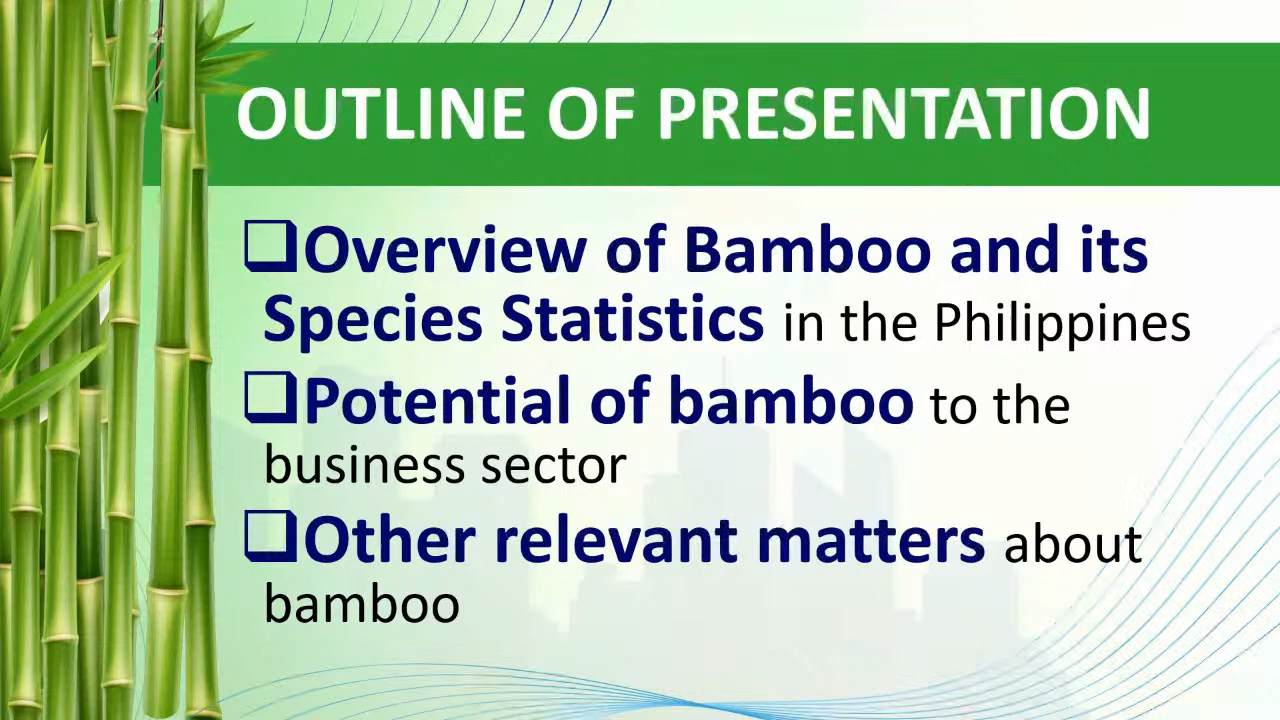 OUTLINE OF PRESENTATION
❑Overview of Bamboo and its
Species Statistics in the Philippines
❑Potential of bamboo to the
business sector
❑Other relevant matters about
bamboo